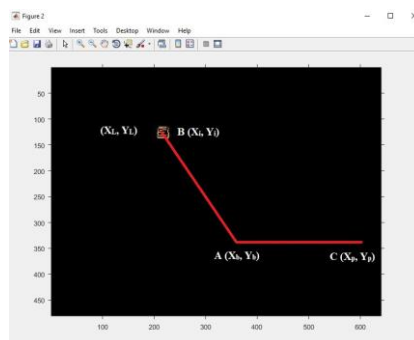 Figure 2
File Edit View Insert Tools Desktop Window Help
50
100
150
200
250
300
350
400
450
(XL, YL)
B (Xi, Yi)
A (Xb, Yb)
C (Xp, Yp)
100 200 300 400 500 600